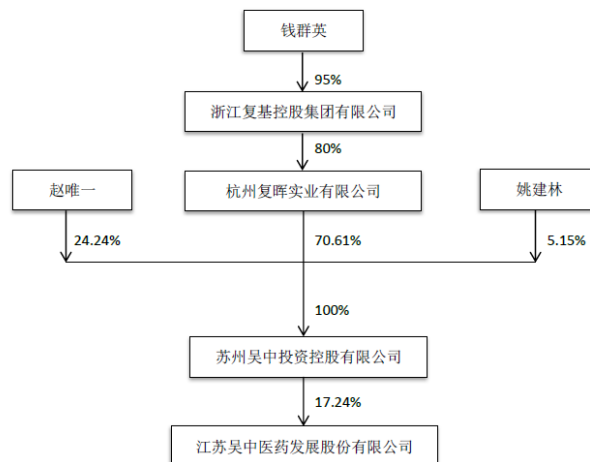 钱群英
95%
浙江复基控股集团有限公司
80%
赵唯一
杭州复晖实业有限公司
姚建林
24.24%
70.61%
5.15%
100%
苏州吴中投资控股有限公司
17.24%
江苏吴中医药发展股份有限公司